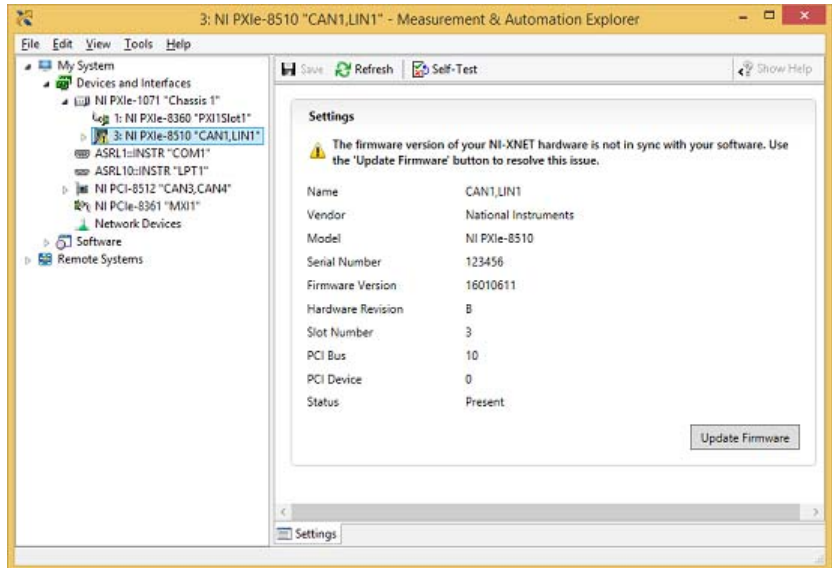 3: NI PXIe-8510 "CAN1,LIN1" - Measurement & Automation Explorer
File Edit View Tools Help
My System
Devices and Interfaces
NI PXIe-1071 "Chassis 1"
1: NI PXIe-8360 "PXI1Slot1"
3: NI PXIe-8510 "CAN1,LIN1"
ASRL1::INSTR "COM1"
ASRL10::INSTR "LPT1"
NI PCI-8512 "CAN3,CAN4"
NI PCIe-8361 "MXI1"
Network Devices
Software
Remote Systems
Save Refresh Self-Test Show Help
Settings
The firmware version of your NI-XNET hardware is not in sync with your software. Use
the 'Update Firmware' button to resolve this issue.
Name CAN1,LIN1
Vendor National Instruments
Model NI PXIe-8510
Serial Number 123456
Firmware Version 16010611
Hardware Revision B
Slot Number 3
PCI Bus 10
PCI Device 0
Status Present
Update Firmware
Settings